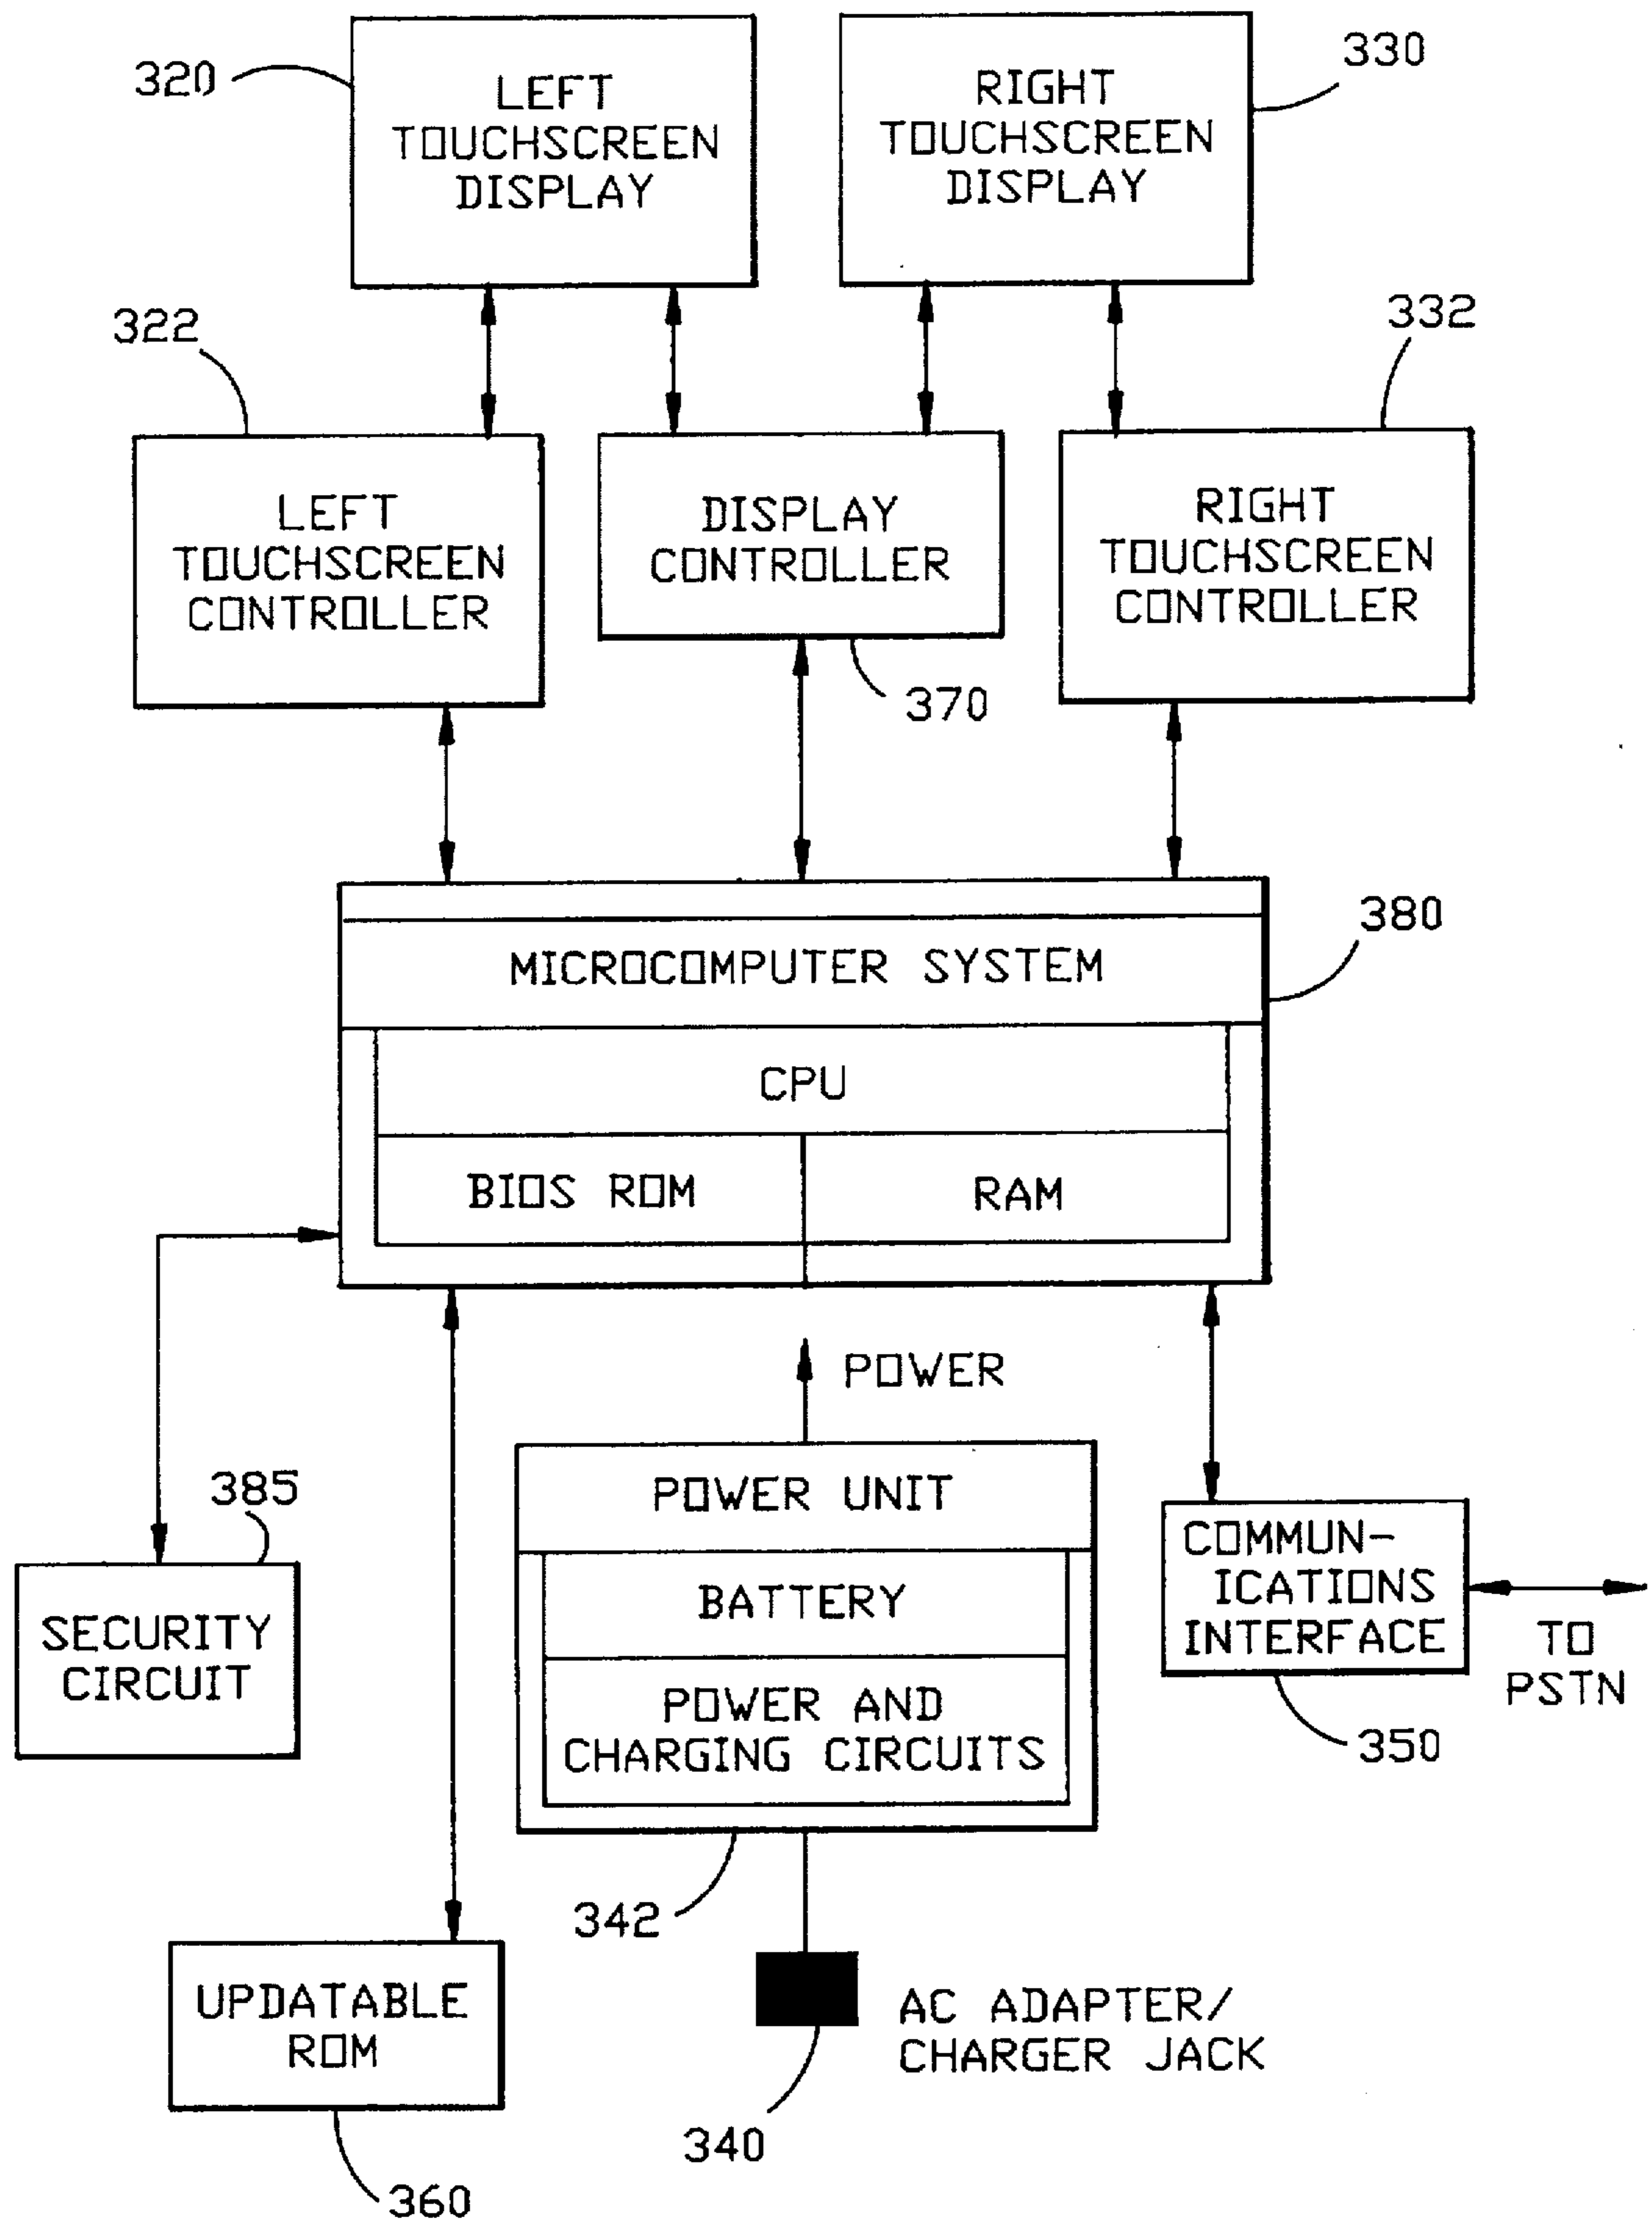 320
LEFT
TOUCHSCREEN
DISPLAY
RIGHT
TOUCHSCREEN
DISPLAY
330
322
332
LEFT
TOUCHSCREEN
CONTROLLER
DISPLAY
CONTROLLER
RIGHT
TOUCHSCREEN
CONTROLLER
370
380
MICROCOMPUTER SYSTEM
CPU
BIOS ROM
RAM
POWER
385
POWER UNIT
BATTERY
POWER AND
CHARGING CIRCUITS
SECURITY
CIRCUIT
COMMUN-
ICATIONS
INTERFACE
TO
PSTN
350
342
UPDATABLE
ROM
AC ADAPTER/
CHARGER JACK
340
360